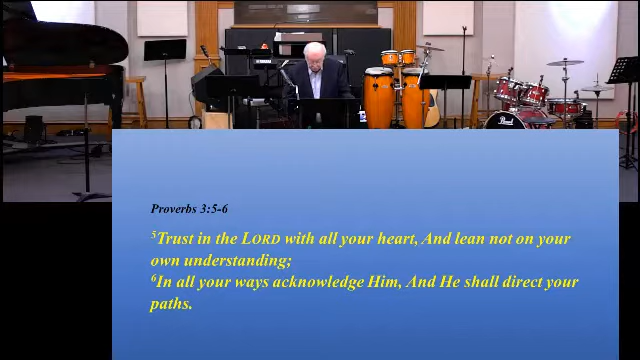 Pearl
Proverbs 3:5-6
⁵Trust in the LORD with all your heart, And lean not on your
own understanding;
⁶In all your ways acknowledge Him, And He shall direct your
paths.